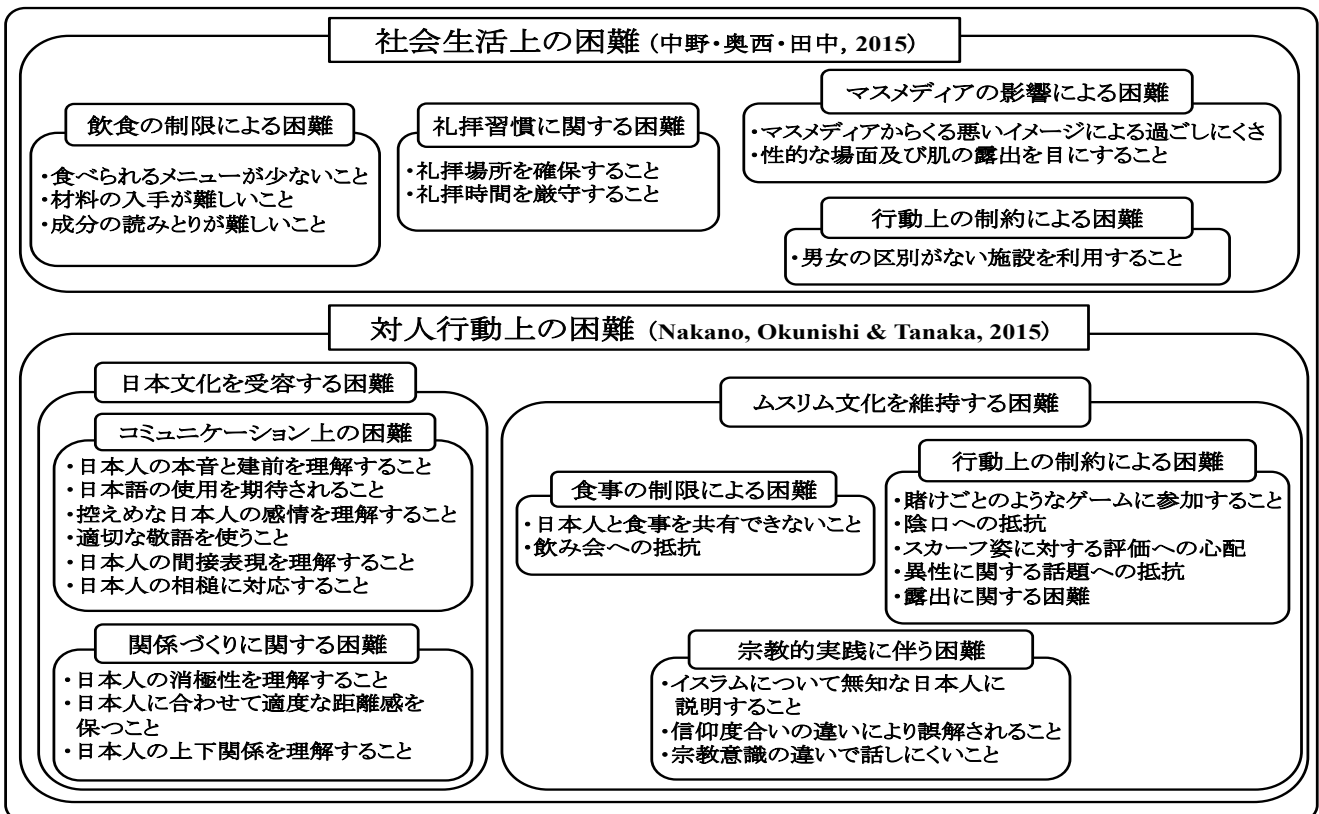 社会生活上の困難 (中野・奥西・田中, 2015)
飲食の制限による困難
・食べられるメニューが少ないこと
・材料の入手が難しいこと
・成分の読みとりが難しいこと
礼拝習慣に関する困難
・礼拝場所を確保すること
・礼拝時間を厳守すること
マスメディアの影響による困難
・マスメディアからくる悪いイメージによる過ごしにくさ
・性的な場面及び肌の露出を目にすること
行動上の制約による困難
・男女の区別がない施設を利用すること
対人行動上の困難 (Nakano, Okunishi & Tanaka, 2015)
日本文化を受容する困難
コミュニケーション上の困難
・日本人の本音と建前を理解すること
・日本語の使用を期待されること
・控えめな日本人の感情を理解すること
・適切な敬語を使うこと
・日本人の間接表現を理解すること
・日本人の相槌に対応すること
関係づくりに関する困難
・日本人の消極性を理解すること
・日本人に合わせて適度な距離感を
保つこと
・日本人の上下関係を理解すること
ムスリム文化を維持する困難
食事の制限による困難
・日本人と食事を共有できないこと
・飲み会への抵抗
行動上の制約による困難
・賭けごとのようなゲームに参加すること
・陰口への抵抗
・スカーフ姿に対する評価への心配
・異性に関する話題への抵抗
・露出に関する困難
宗教的実践に伴う困難
・イスラムについて無知な日本人に
説明すること
・信仰度合いの違いにより誤解されること
・宗教意識の違いで話しにくいこと